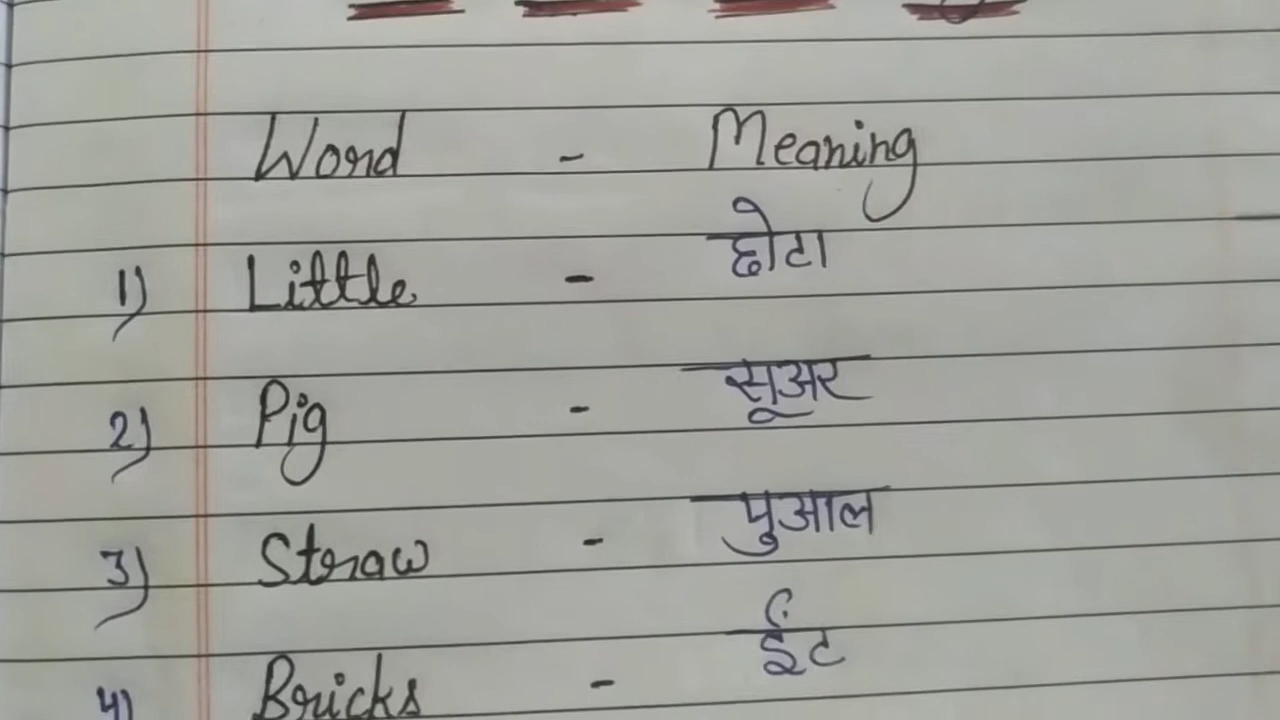 Word - Meaning
1) Little - छोटा
2) Pig - सूअर
3) Straw - पुआल
4) Bricks - ईंट